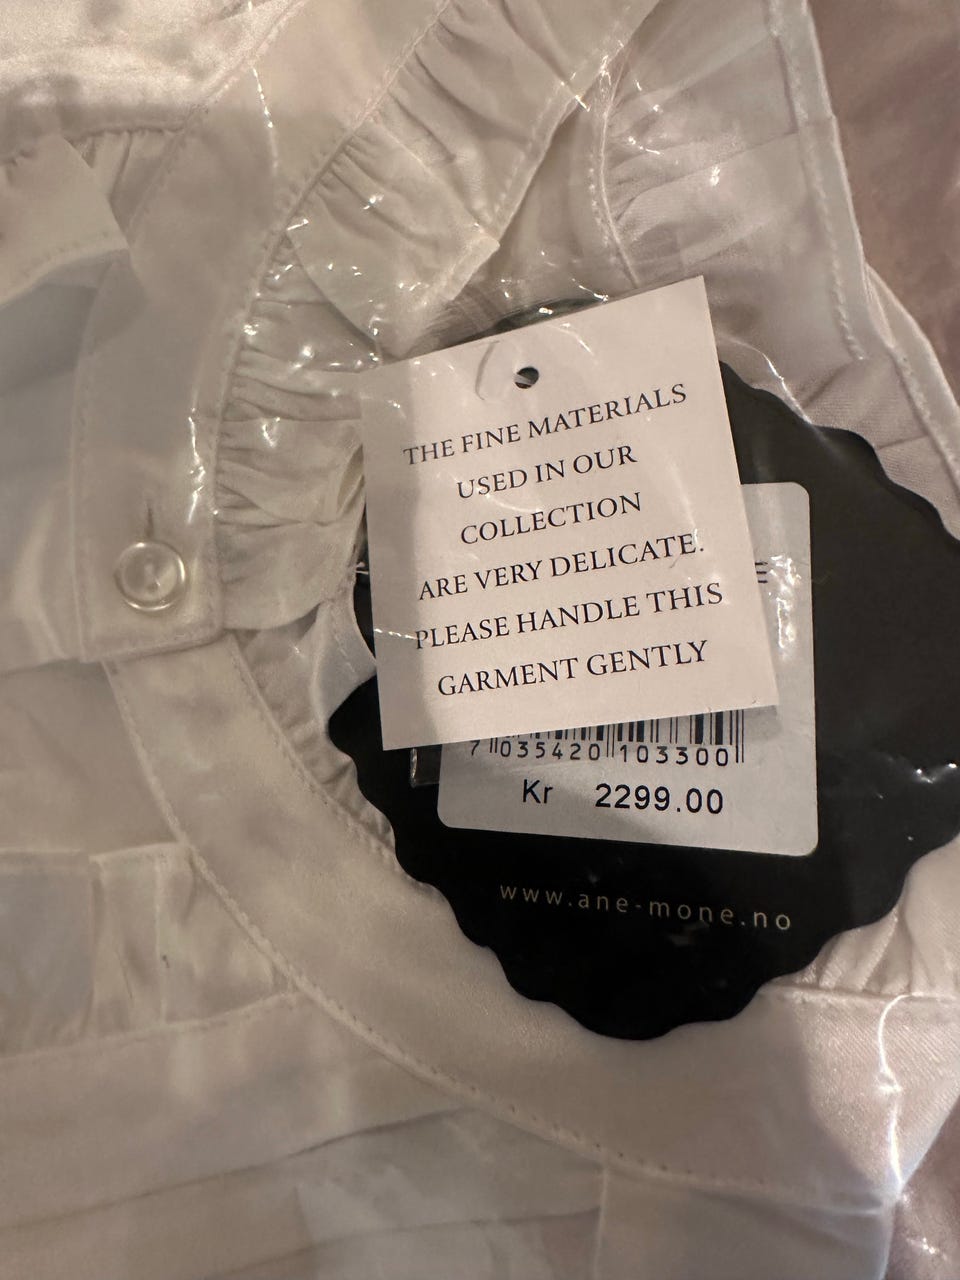 THE FINE MATERIALS
USED IN OUR
COLLECTION
ARE VERY DELICATE.
PLEASE HANDLE THIS
GARMENT GENTLY
7 035420 103300
Kr 2299.00
www.ane-mone.no